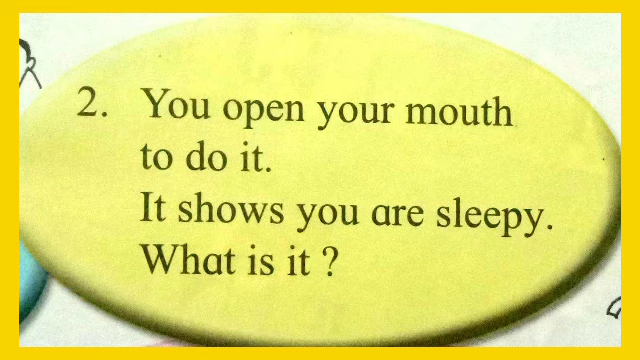 2. You open your mouth
to do it.
It shows you are sleepy.
What is it ?